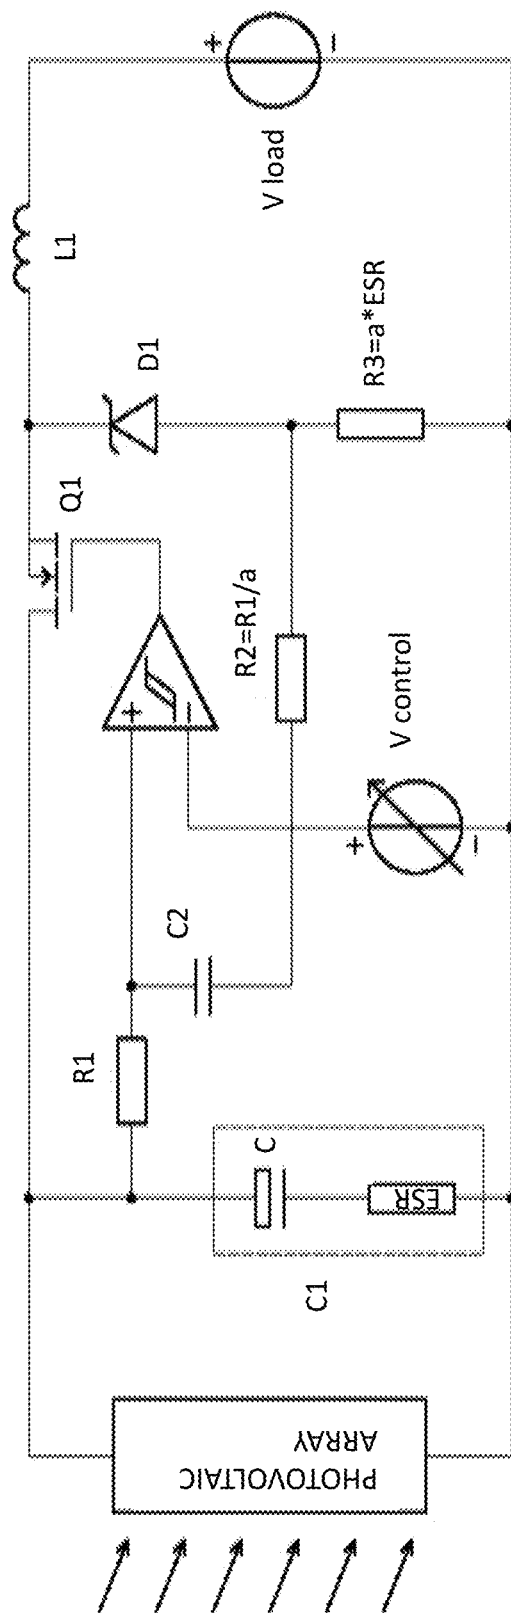 PHOTOVOLTAIC
ARRAY
C1
C
ESR
R1
C2
+
−
V control
+
−
R2=R1/a
Q1
D1
R3=a*ESR
L1
V load
+
−